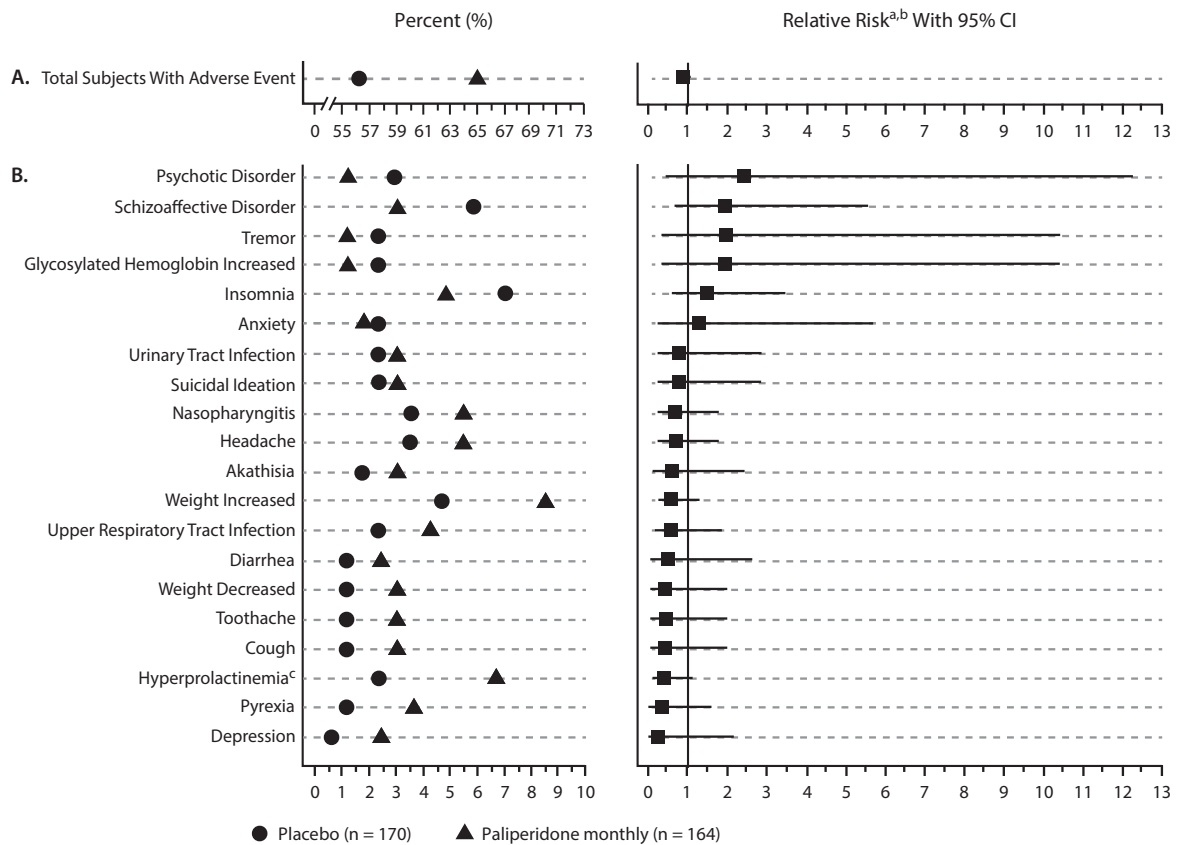 Percent (%)
Relative Riskᵃ,ᵇ With 95% CI
A. Total Subjects With Adverse Event
0 55 57 59 61 63 65 67 69 71 73
0 1 2 3 4 5 6 7 8 9 10 11 12 13
B.
Psychotic Disorder
Schizoaffective Disorder
Tremor
Glycosylated Hemoglobin Increased
Insomnia
Anxiety
Urinary Tract Infection
Suicidal Ideation
Nasopharyngitis
Headache
Akathisia
Weight Increased
Upper Respiratory Tract Infection
Diarrhea
Weight Decreased
Toothache
Cough
Hyperprolactinemiaᶜ
Pyrexia
Depression
0 1 2 3 4 5 6 7 8 9 10
0 1 2 3 4 5 6 7 8 9 10 11 12 13
Placebo (n = 170)
Paliperidone monthly (n = 164)